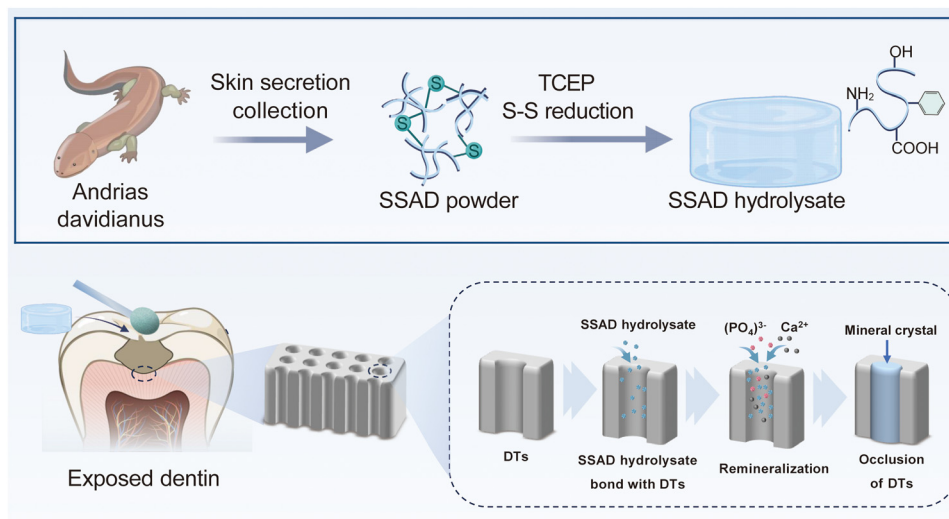 Skin secretion
collection
TCEP
S-S reduction
S
S
S
OH
NH₂
COOH
Andrias
davidianus
SSAD powder
SSAD hydrolysate
SSAD hydrolysate
(PO₄)³⁻ Ca²⁺
Mineral crystal
DTs
SSAD hydrolysate
bond with DTs
Remineralization
Occlusion
of DTs
Exposed dentin